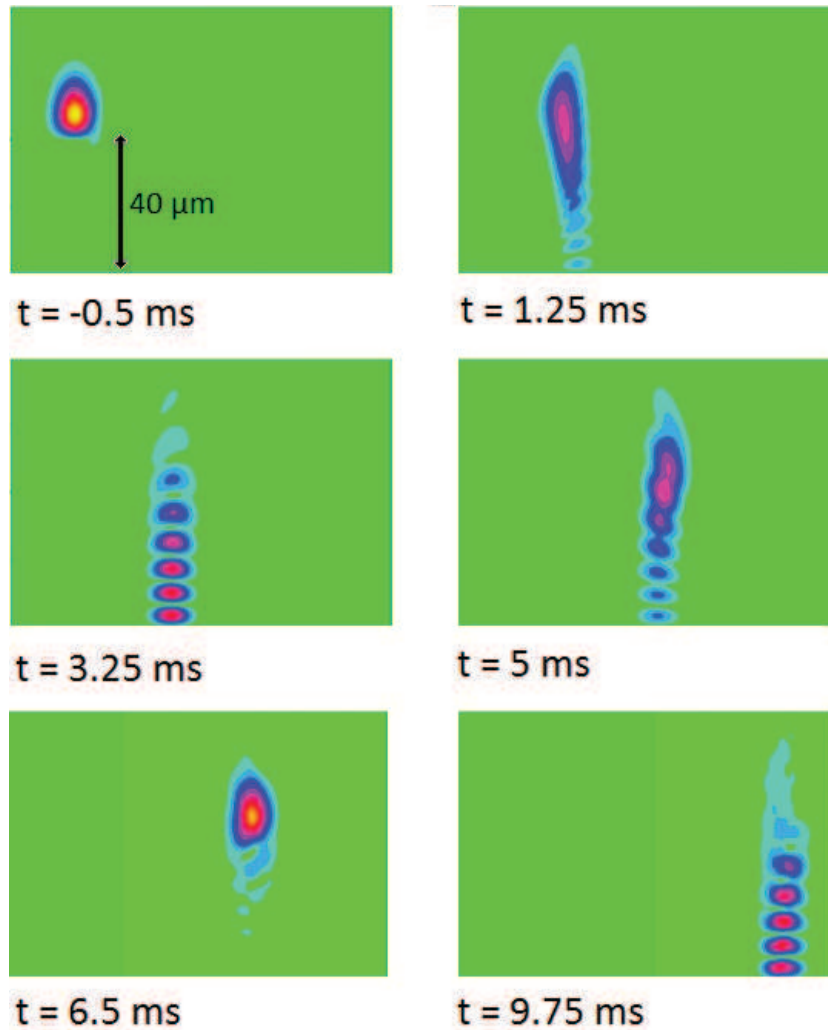 40 μm
t = -0.5 ms
t = 1.25 ms
t = 3.25 ms
t = 5 ms
t = 6.5 ms
t = 9.75 ms